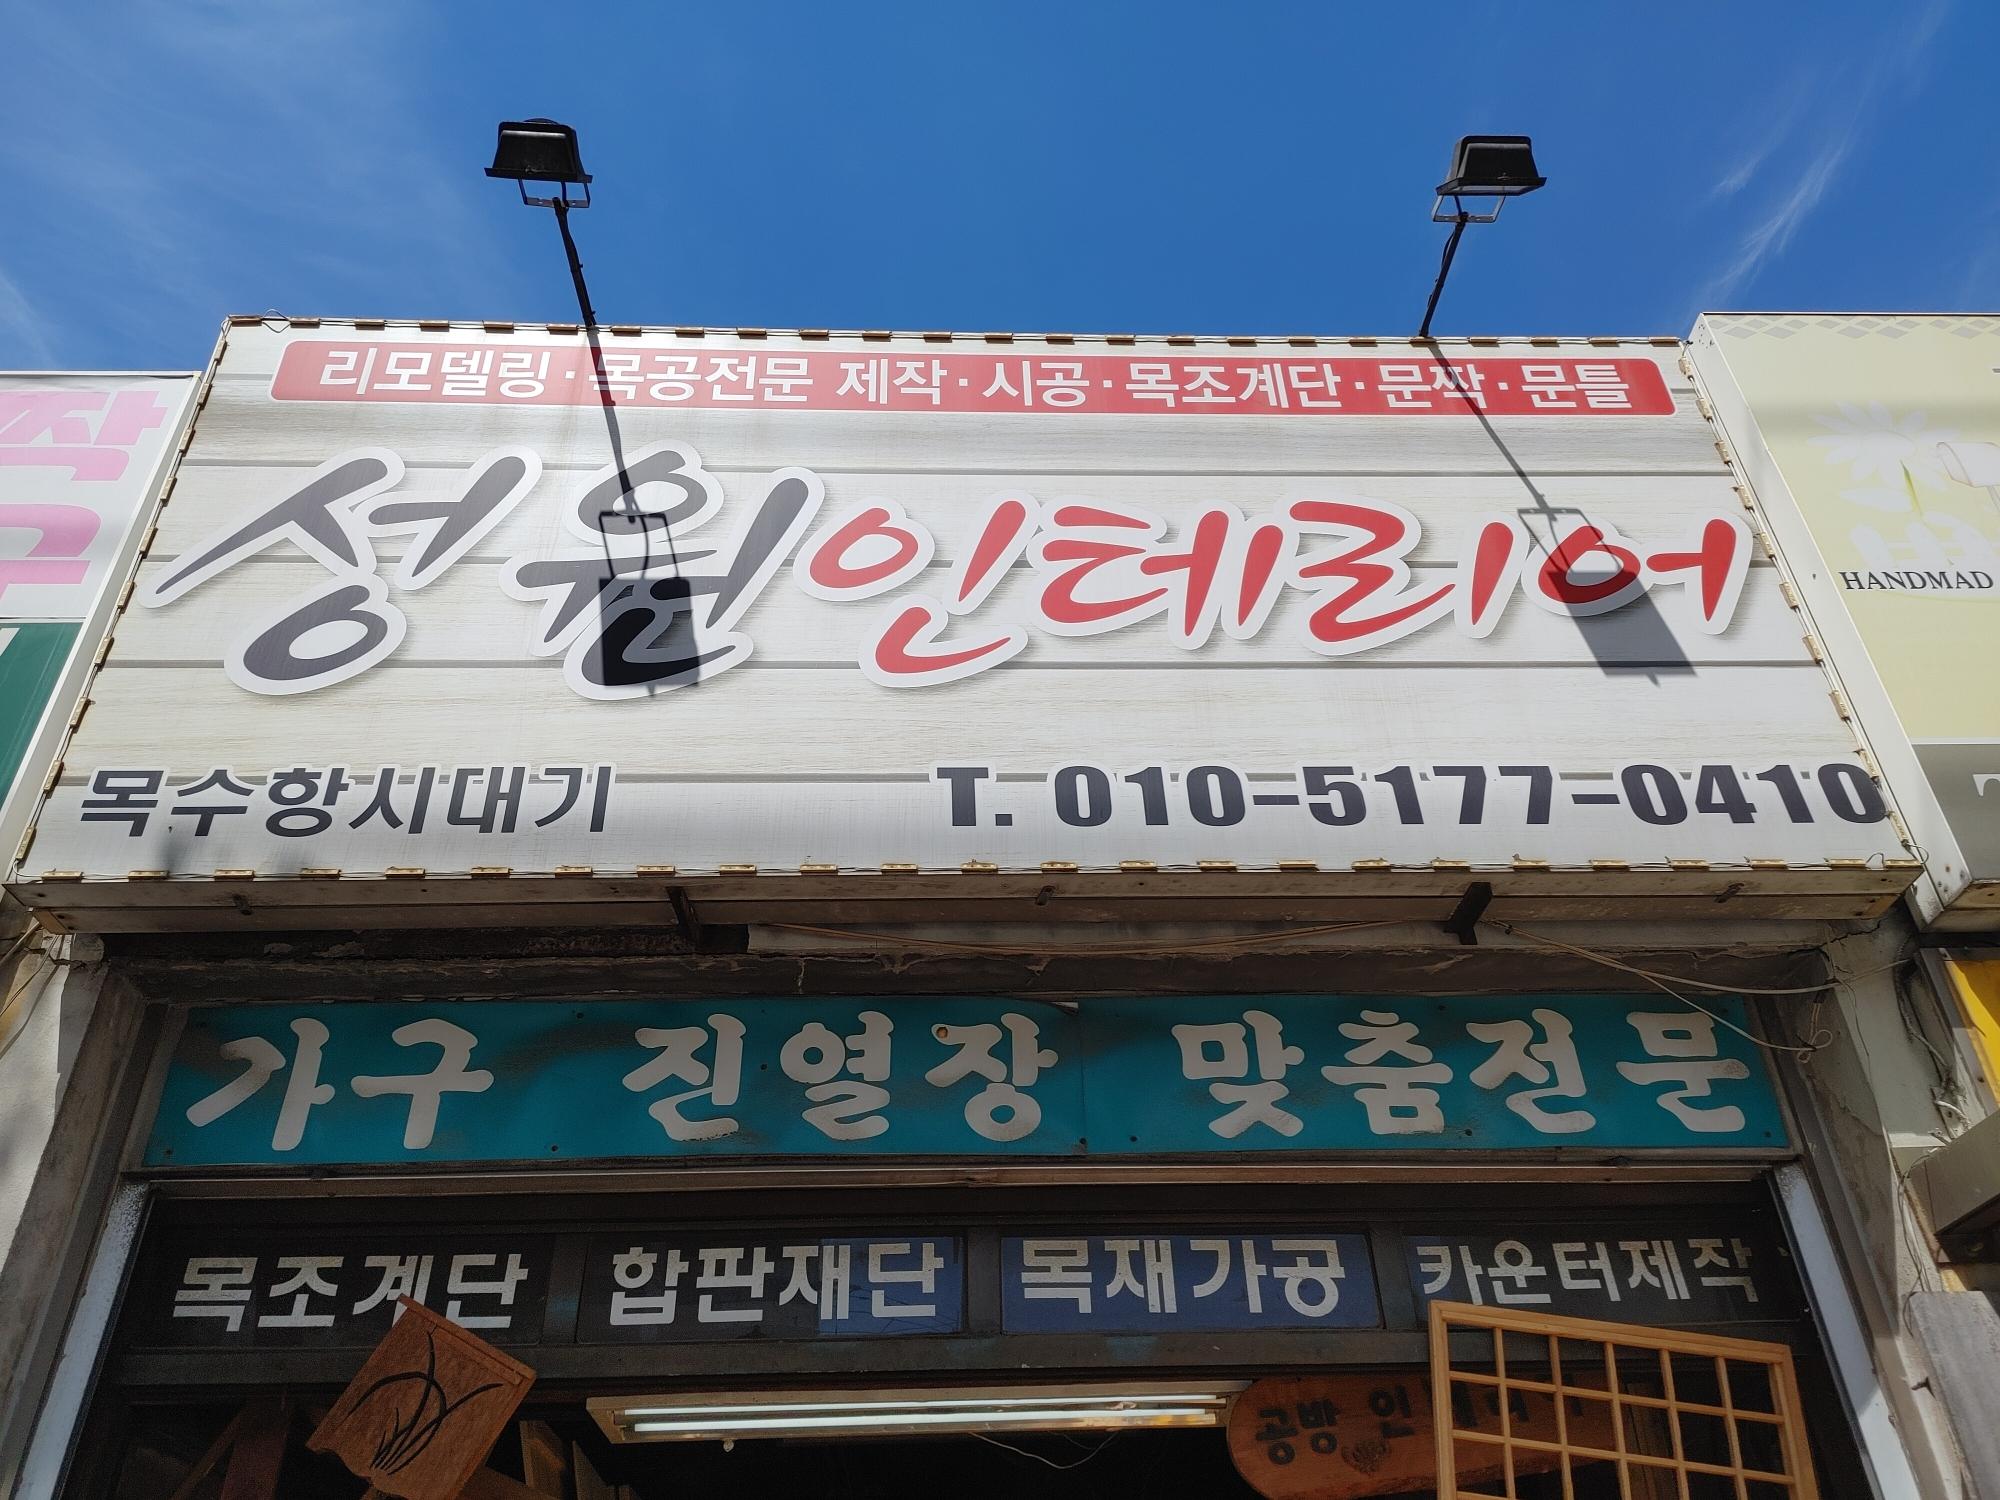 리모델링·목공전문 제작·시공·목조계단·문짝·문틀
성원인테리어
목수항시대기
T. 010-5177-0410
HANDMAD
가구 진열장 맞춤전문
목조계단 합판재단 목재가공 카운터제작
공방